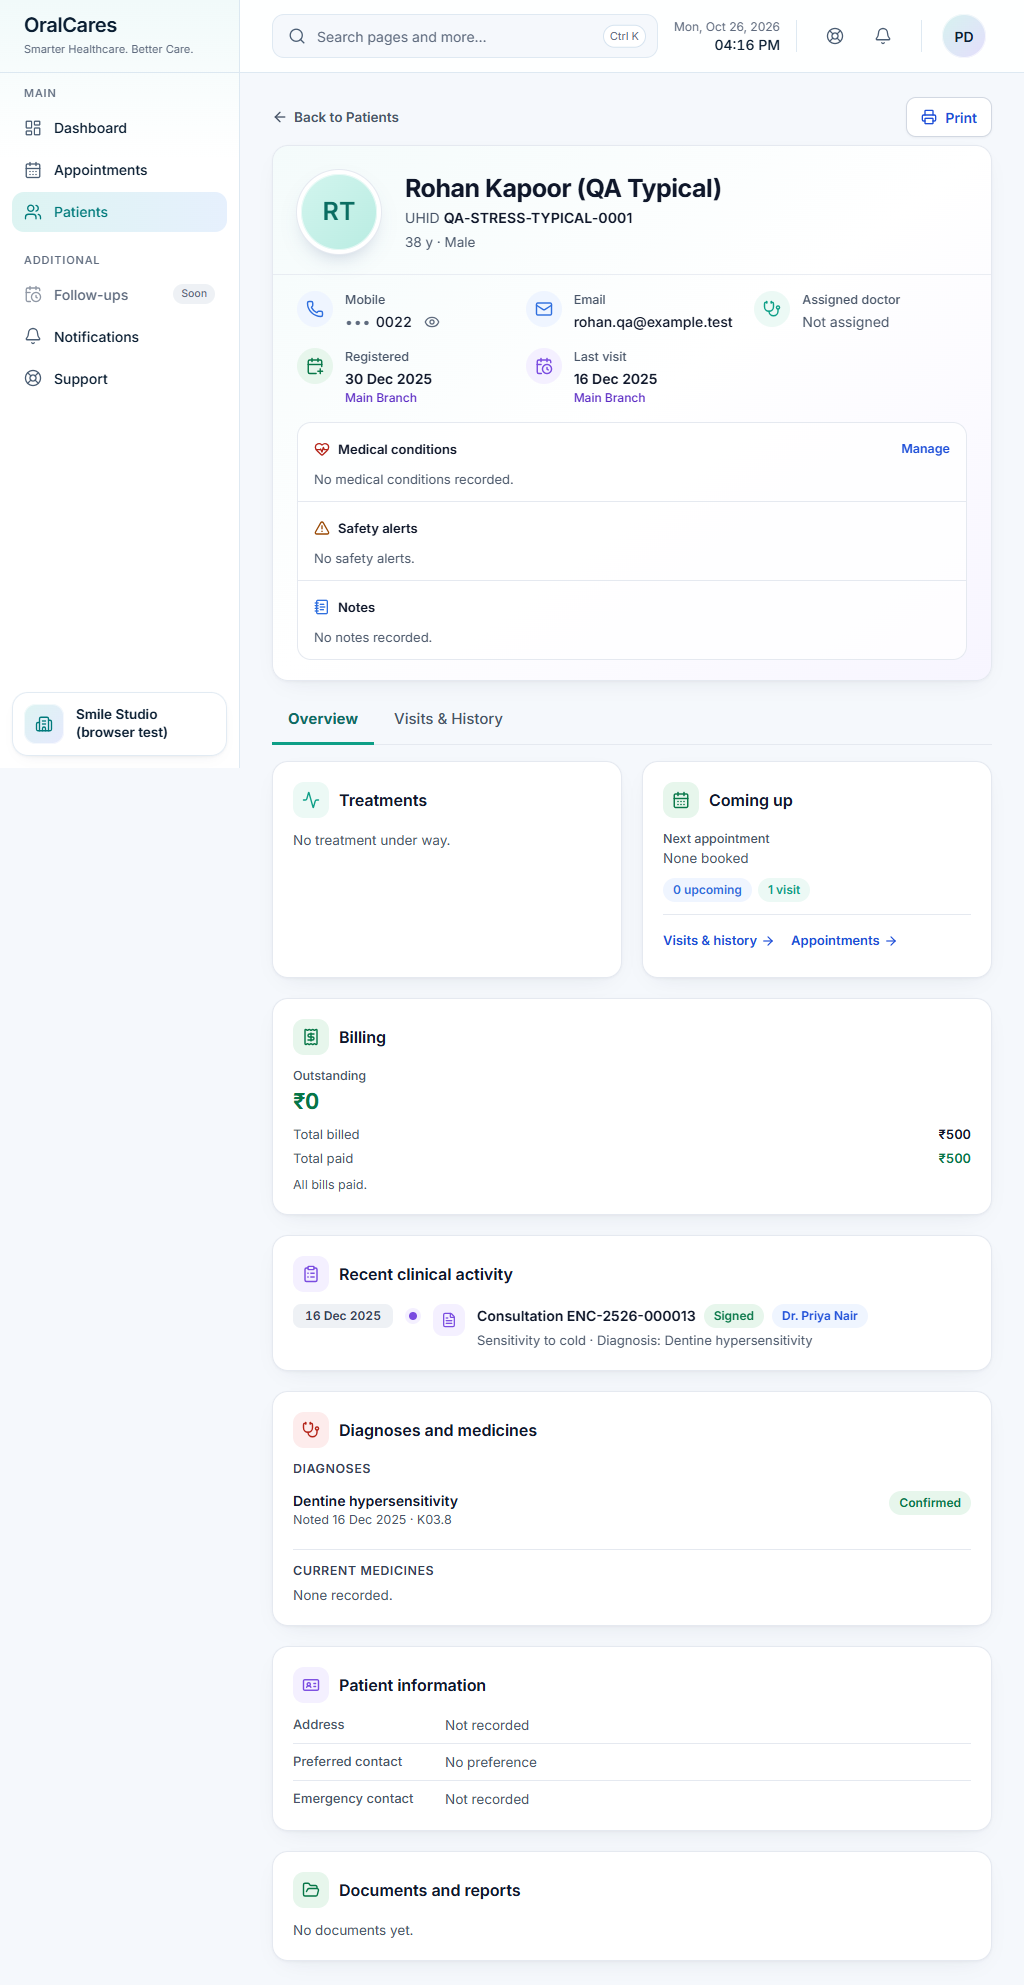 OralCares
Smarter Healthcare. Better Care.
Search pages and more...
Ctrl K
Mon, Oct 26, 2026
04:16 PM
PD
MAIN
Dashboard
Appointments
Patients
ADDITIONAL
Follow-ups
Soon
Notifications
Support
Smile Studio
(browser test)
Back to Patients
Print
RT
Rohan Kapoor (QA Typical)
UHID QA-STRESS-TYPICAL-0001
38 y · Male
Mobile
••• 0022
Email
rohan.qa@example.test
Assigned doctor
Not assigned
Registered
30 Dec 2025
Main Branch
Last visit
16 Dec 2025
Main Branch
Medical conditions
Manage
No medical conditions recorded.
Safety alerts
No safety alerts.
Notes
No notes recorded.
Overview
Visits & History
Treatments
No treatment under way.
Coming up
Next appointment
None booked
0 upcoming
1 visit
Visits & history →
Appointments →
Billing
Outstanding
₹0
Total billed
₹500
Total paid
₹500
All bills paid.
Recent clinical activity
16 Dec 2025
Consultation ENC-2526-000013
Signed
Dr. Priya Nair
Sensitivity to cold · Diagnosis: Dentine hypersensitivity
Diagnoses and medicines
DIAGNOSES
Dentine hypersensitivity
Confirmed
Noted 16 Dec 2025 · K03.8
CURRENT MEDICINES
None recorded.
Patient information
Address
Not recorded
Preferred contact
No preference
Emergency contact
Not recorded
Documents and reports
No documents yet.